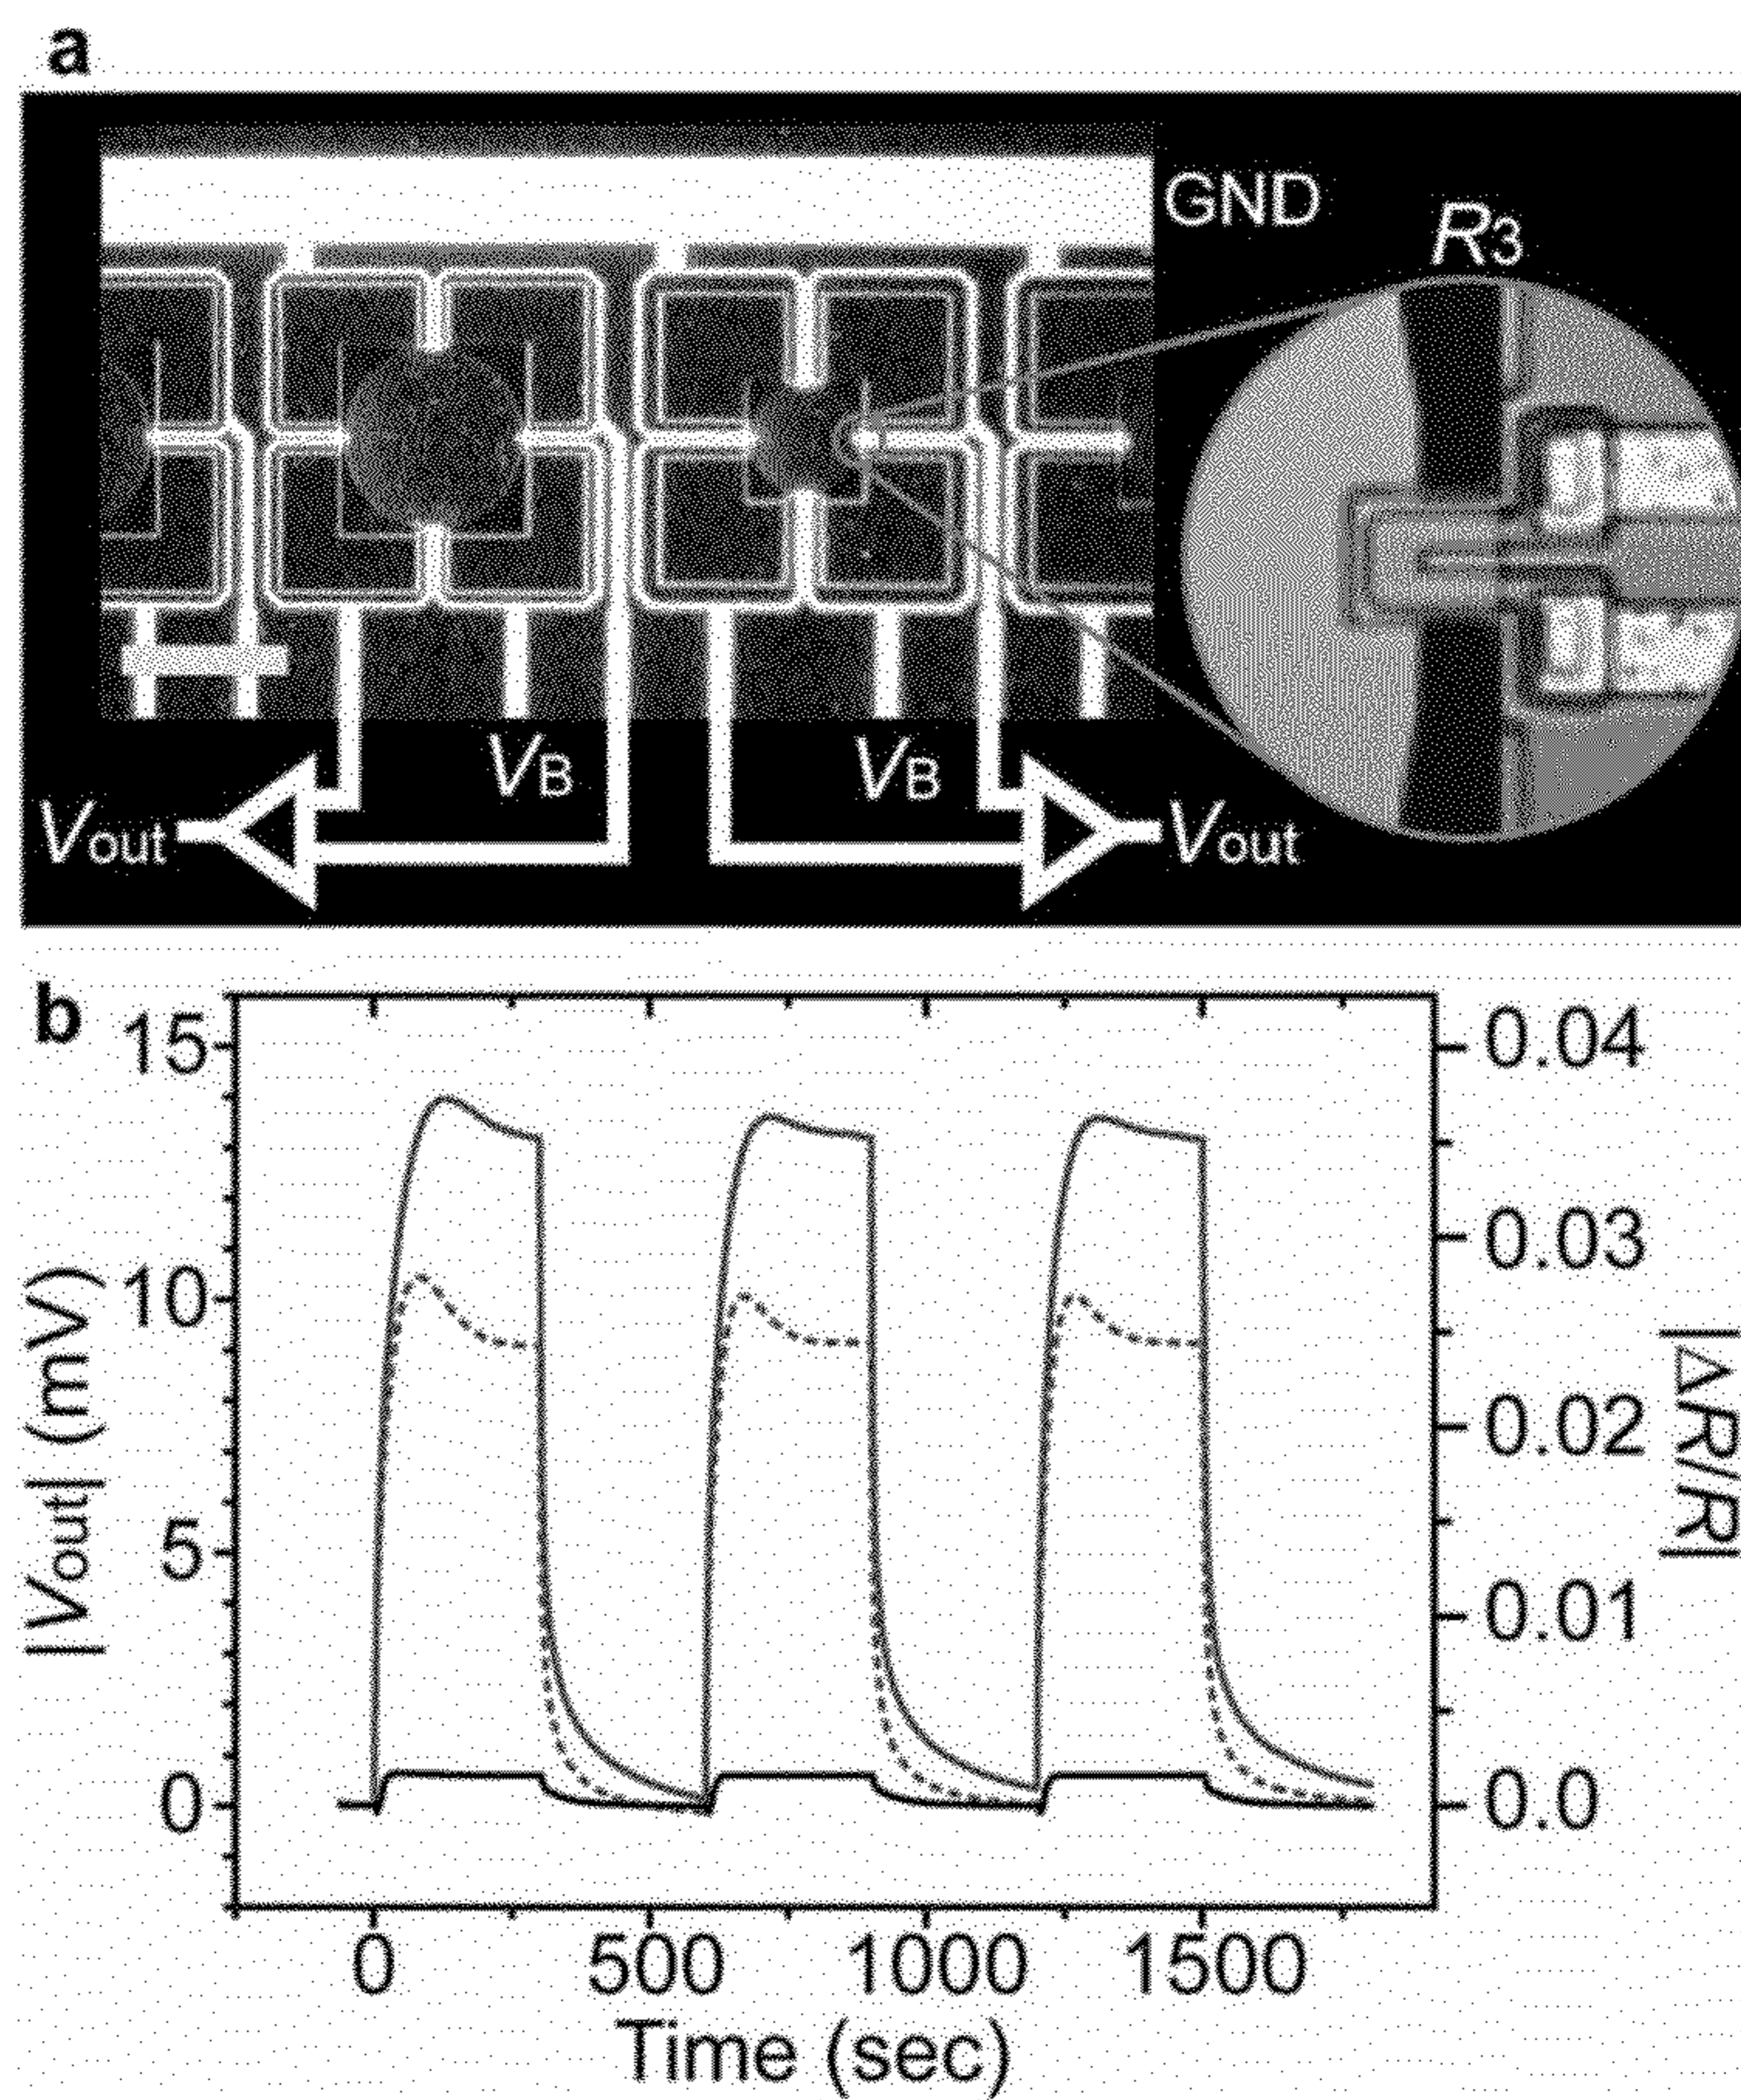 a
GND
R3
VB
VB
Vout
Vout
b
15
10
5
0
|Vout| (mV)
0.04
0.03
0.02
0.01
0.0
|ΔR/R|
0
500
1000
1500
Time (sec)